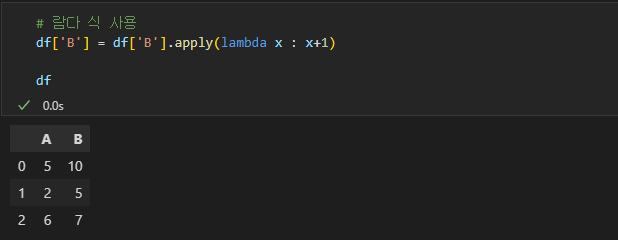 # 람다 식 사용
df['B'] = df['B'].apply(lambda x : x+1)
df
0.0s
A B
0 5 10
1 2 5
2 6 7